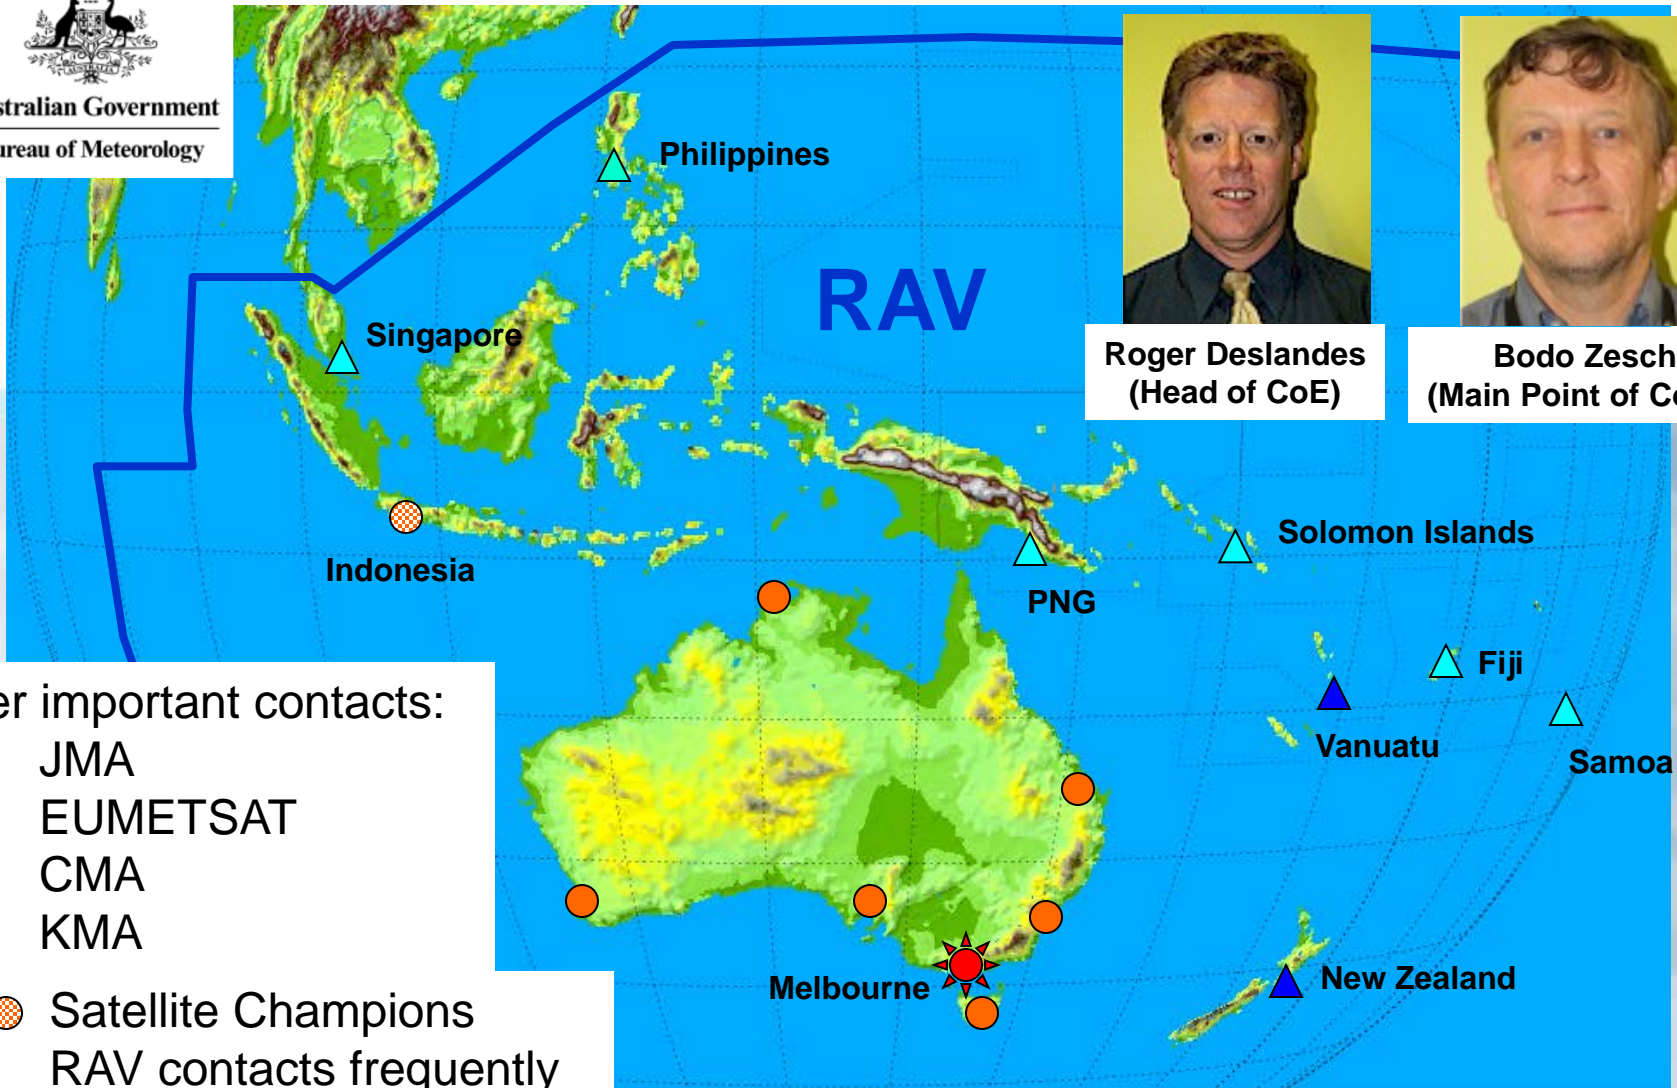 AUSTRALIA
stralian Government
ureau of Meteorology
Philippines
RAV
Singapore
Roger Deslandes
(Head of CoE)
Bodo Zesch
(Main Point of Co
Indonesia
Solomon Islands
PNG
Fiji
Vanuatu
Samoa
er important contacts:
JMA
EUMETSAT
CMA
KMA
Melbourne
New Zealand
Satellite Champions
RAV contacts frequently